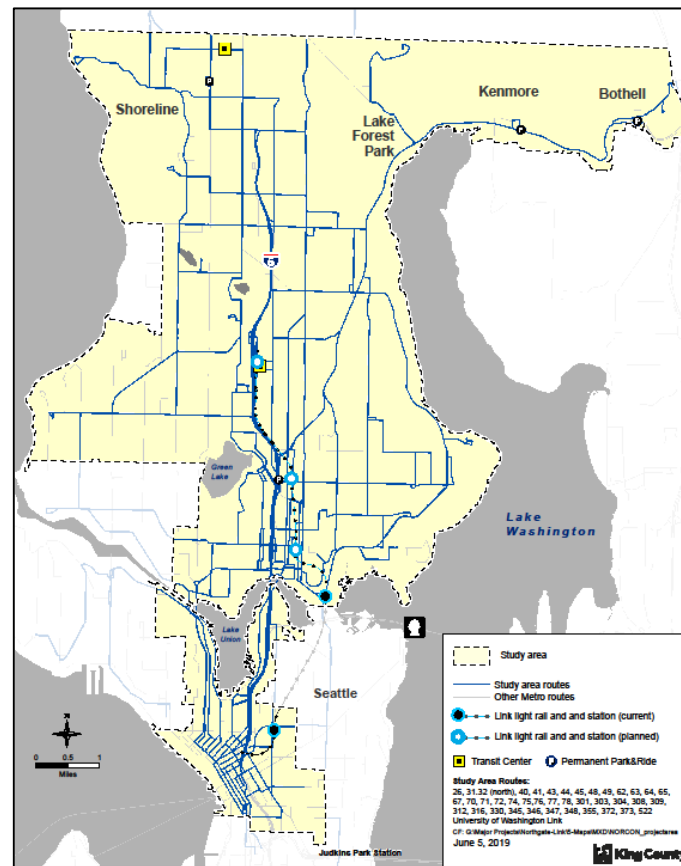 Shoreline
Kenmore
Bothell
Lake
Forest
Park
5
Green
Lake
Lake
Washington
Lake
Union
Seattle
0 0.5 1
Miles
Judkins Park Station
Study area
Study area routes
Other Metro routes
Link light rail and and station (current)
Link light rail and and station (planned)
Transit Center
P Permanent Park&Ride
Study Area Routes:
26, 31.32 (north), 40, 41, 43, 44, 45, 48, 49, 62, 63, 64, 65,
67, 70, 71, 72, 74, 75,76, 77, 78, 301, 303, 304, 308, 309,
312, 316, 330, 345, 346, 347, 348, 355, 372, 373, 522
University of Washington Link
June 5, 2019
King County